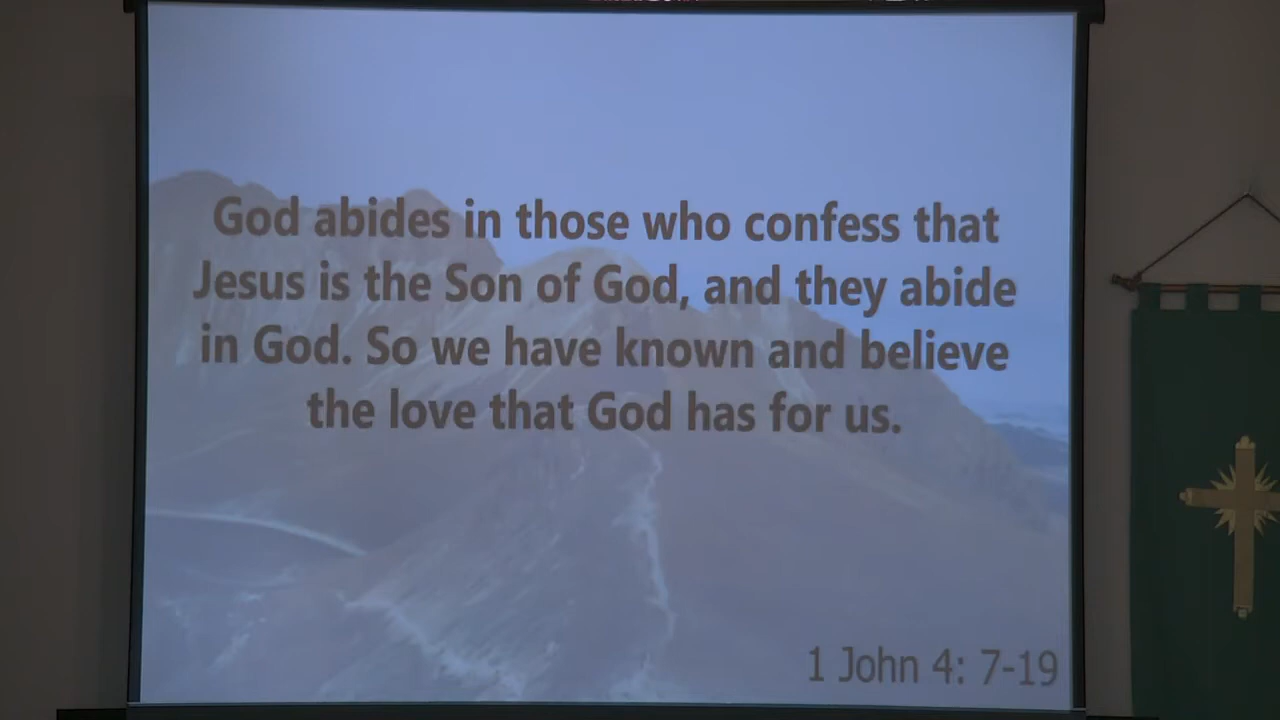 God abides in those who confess that
Jesus is the Son of God, and they abide
in God. So we have known and believe
the love that God has for us.
1 John 4: 7-19